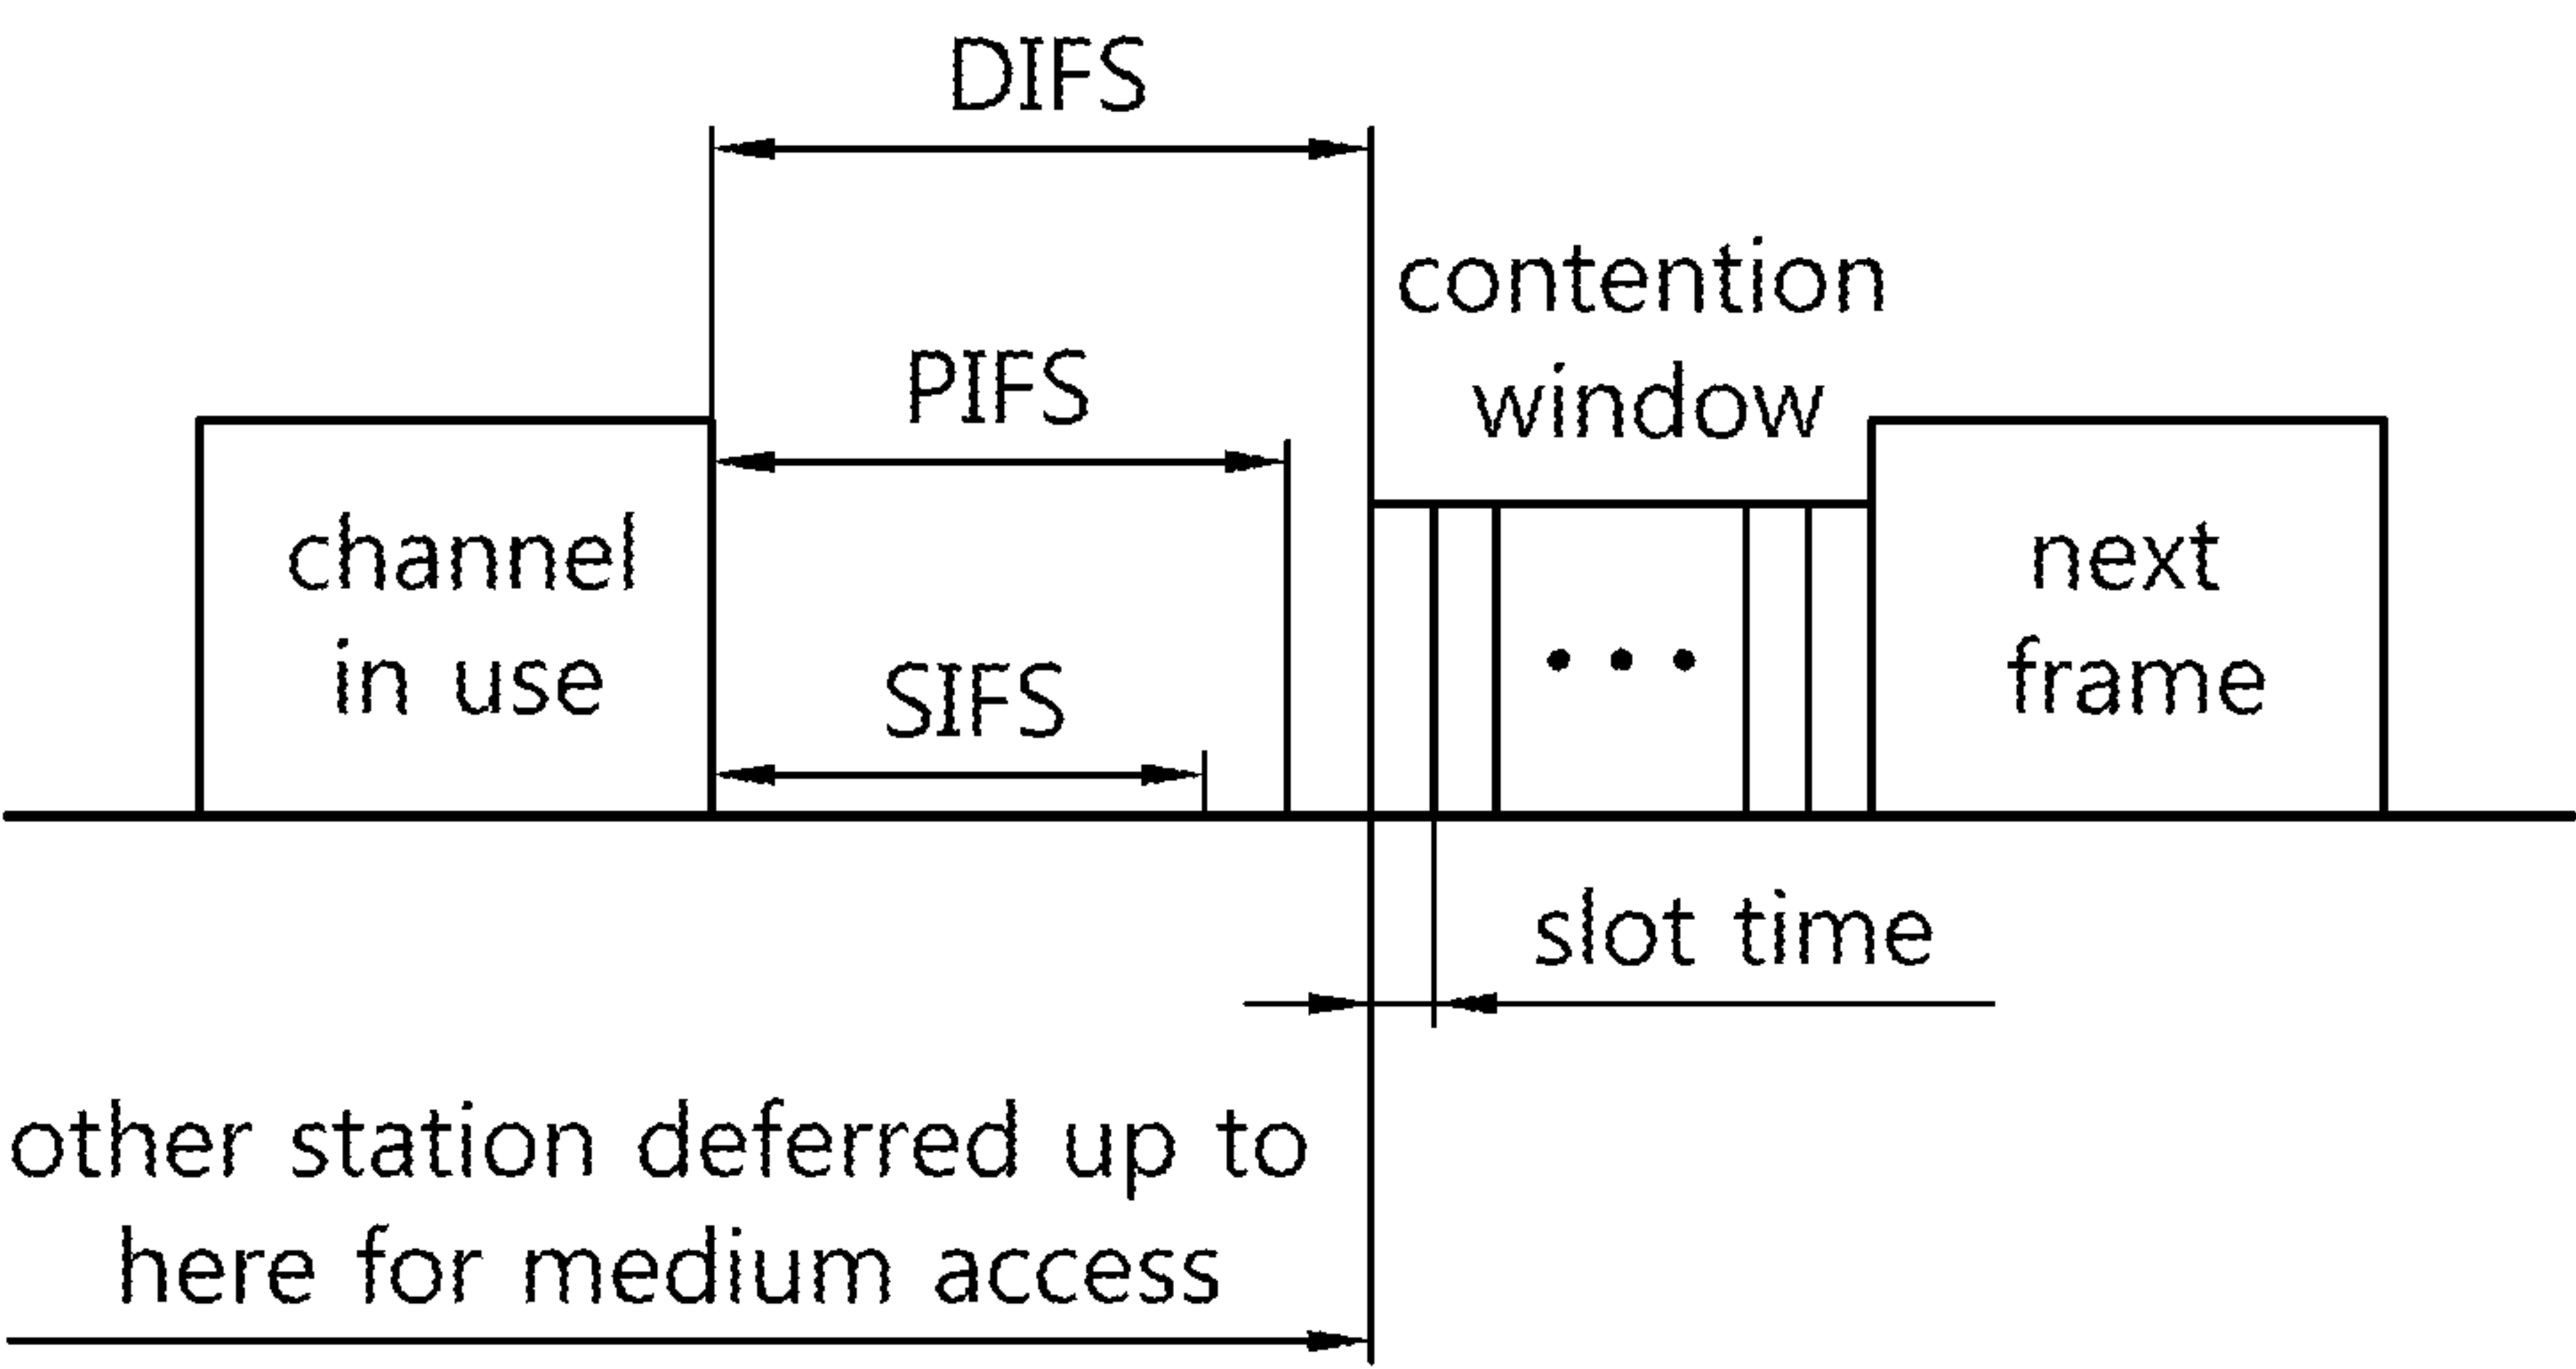 DIFS
contention
window
PIFS
channel
in use
SIFS
next
frame
slot time
other station deferred up to
here for medium access